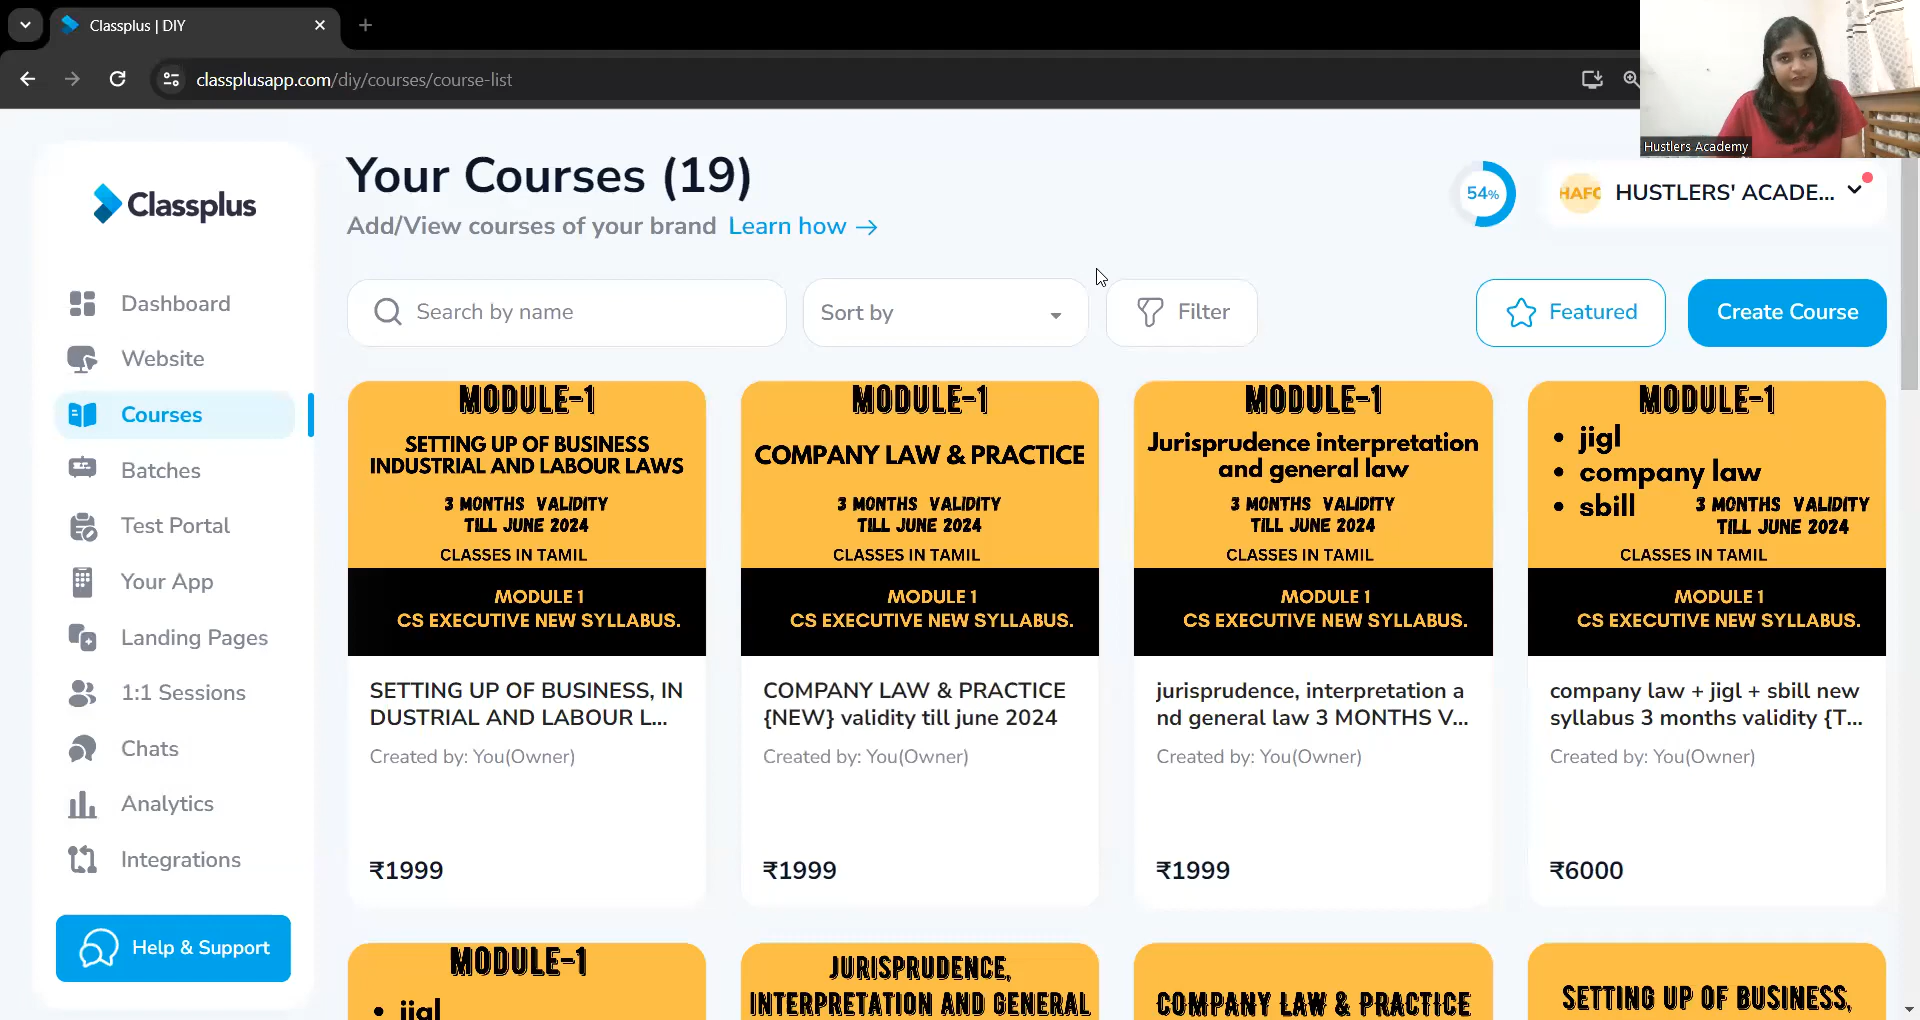 Classplus | DIY
classplusapp.com/diy/courses/course-list
Hustlers Academy
Classplus
Dashboard
Website
Courses
Batches
Test Portal
Your App
Landing Pages
1:1 Sessions
Chats
Analytics
Integrations
Help & Support
Your Courses (19)
Add/View courses of your brand Learn how →
54%
HAFC
HUSTLERS' ACADE...
Search by name
Sort by
Filter
Featured
Create Course
MODULE-1
SETTING UP OF BUSINESS
INDUSTRIAL AND LABOUR LAWS
3 MONTHS VALIDITY
TILL JUNE 2024
CLASSES IN TAMIL
MODULE 1
CS EXECUTIVE NEW SYLLABUS.
SETTING UP OF BUSINESS, IN
DUSTRIAL AND LABOUR L...
Created by: You(Owner)
₹1999
MODULE-1
COMPANY LAW & PRACTICE
3 MONTHS VALIDITY
TILL JUNE 2024
CLASSES IN TAMIL
MODULE 1
CS EXECUTIVE NEW SYLLABUS.
COMPANY LAW & PRACTICE
{NEW} validity till june 2024
Created by: You(Owner)
₹1999
MODULE-1
Jurisprudence interpretation
and general law
3 MONTHS VALIDITY
TILL JUNE 2024
CLASSES IN TAMIL
MODULE 1
CS EXECUTIVE NEW SYLLABUS.
jurisprudence, interpretation a
nd general law 3 MONTHS V...
Created by: You(Owner)
₹1999
MODULE-1
• jigl
• company law
• sbill
3 MONTHS VALIDITY
TILL JUNE 2024
CLASSES IN TAMIL
MODULE 1
CS EXECUTIVE NEW SYLLABUS.
company law + jigl + sbill new
syllabus 3 months validity {T...
Created by: You(Owner)
₹6000
MODULE-1
• jigl
JURISPRUDENCE,
INTERPRETATION AND GENERAL
COMPANY LAW & PRACTICE
SETTING UP OF BUSINESS,